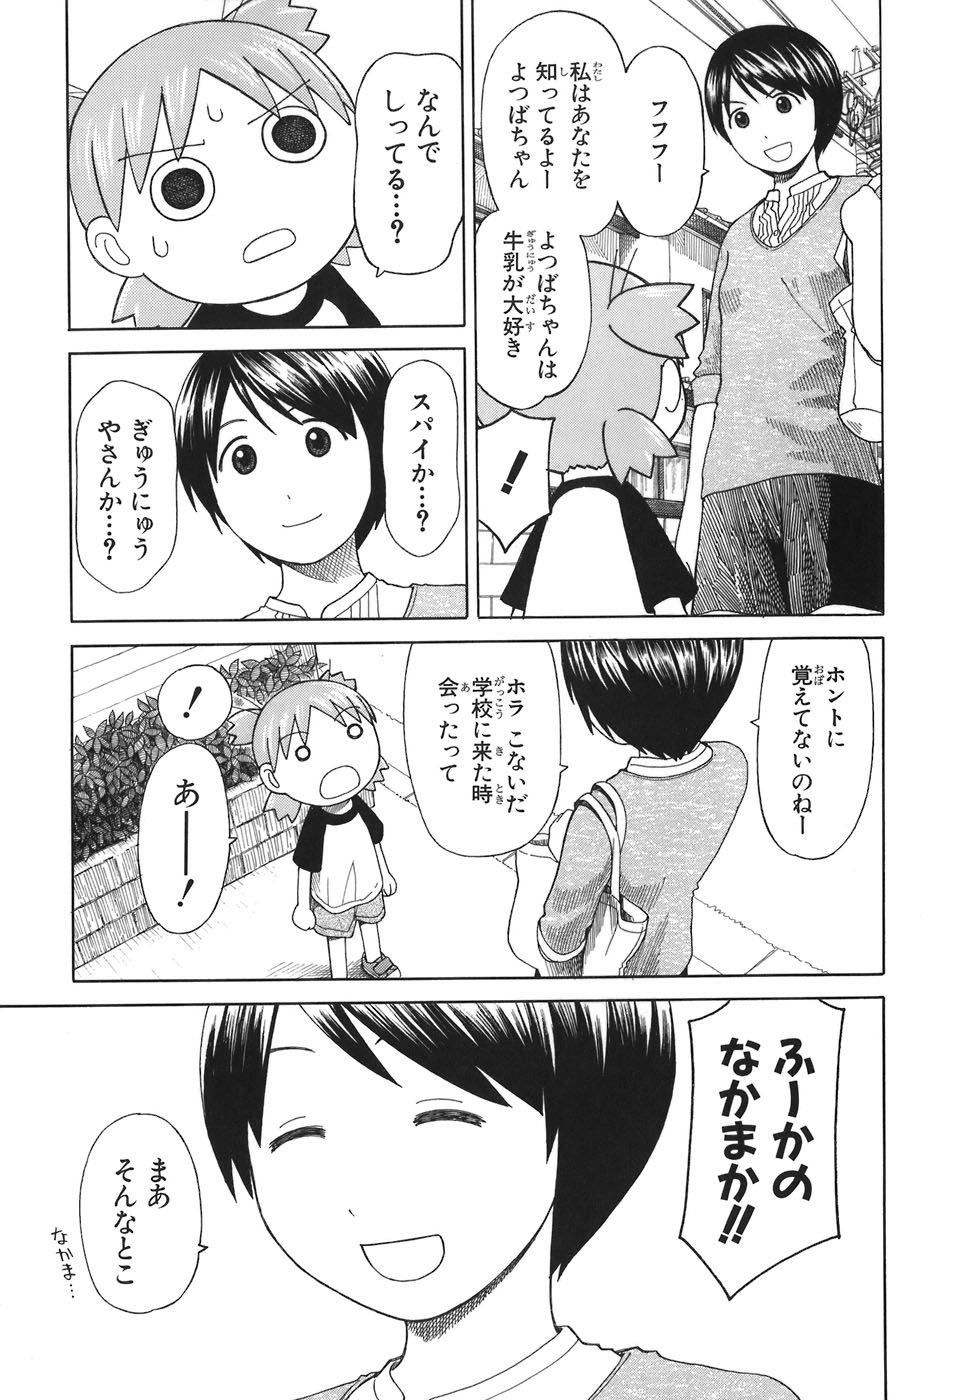 フフフー
私はあなたを
知ってるよー
よつばちゃん
よつばちゃんは
牛乳が大好き
！
なんで
しってる…？
スパイか…？
ぎゅうにゅう
やさんか…？
ホントに
覚えてないのねー
ホラ こないだ
学校に来た時
会ったって
！
あーー！
ふーかの
なかまか!!
まあ
そんなとこ
なかま…